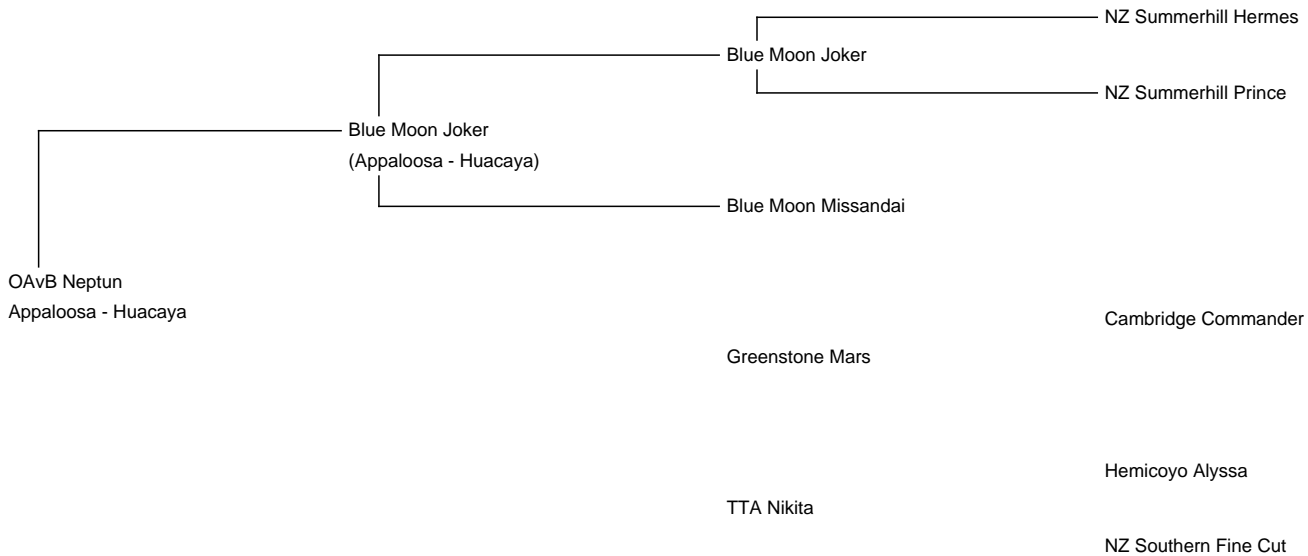 NZ Summerhill Hermes
Blue Moon Joker
NZ Summerhill Prince
Blue Moon Joker
(Appaloosa - Huacaya)
Blue Moon Missandai
OAvB Neptun
Appaloosa - Huacaya
Cambridge Commander
Greenstone Mars
Hemicoyo Alyssa
TTA Nikita
NZ Southern Fine Cut